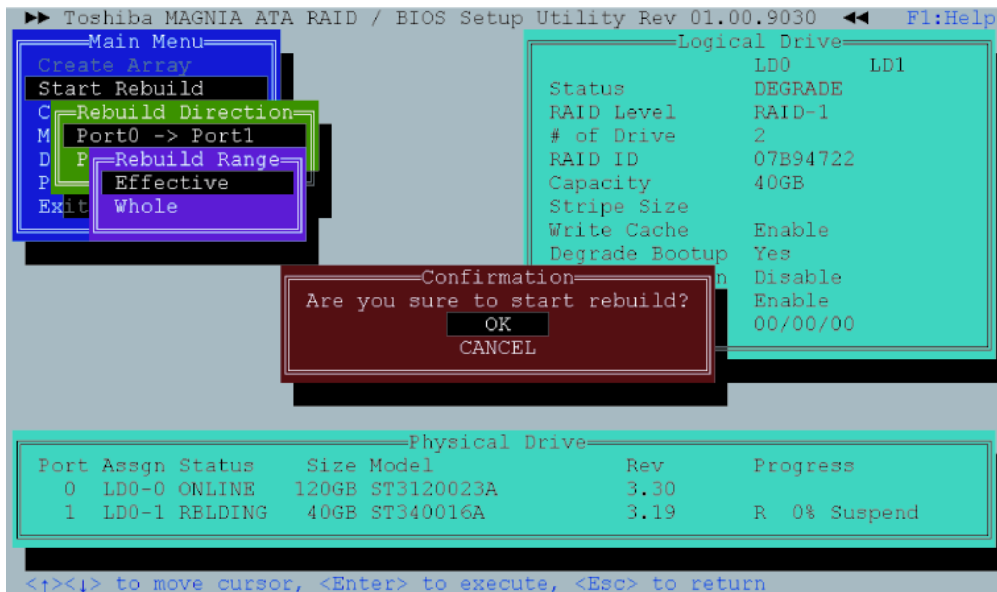 ►► Toshiba MAGNIA ATA RAID / BIOS Setup Utility Rev 01.00.9030 ◄◄ F1:Help
Main Menu
Create Array
Start Rebuild
C
Rebuild Direction
M
Port0 -> Port1
D
P
Rebuild Range
P
Effective
Exit
Whole
Logical Drive
LD0 LD1
Status DEGRADE
RAID Level RAID-1
# of Drive 2
RAID ID 07B94722
Capacity 40GB
Stripe Size
Write Cache Enable
Degrade Bootup Yes
n Disable
Enable
00/00/00
Confirmation
Are you sure to start rebuild?
OK
CANCEL
Physical Drive
Port Assgn Status Size Model Rev Progress
0 LD0-0 ONLINE 120GB ST3120023A 3.30
1 LD0-1 RBLDING 40GB ST340016A 3.19 R 0% Suspend
<↑><↓> to move cursor, <Enter> to execute, <Esc> to return